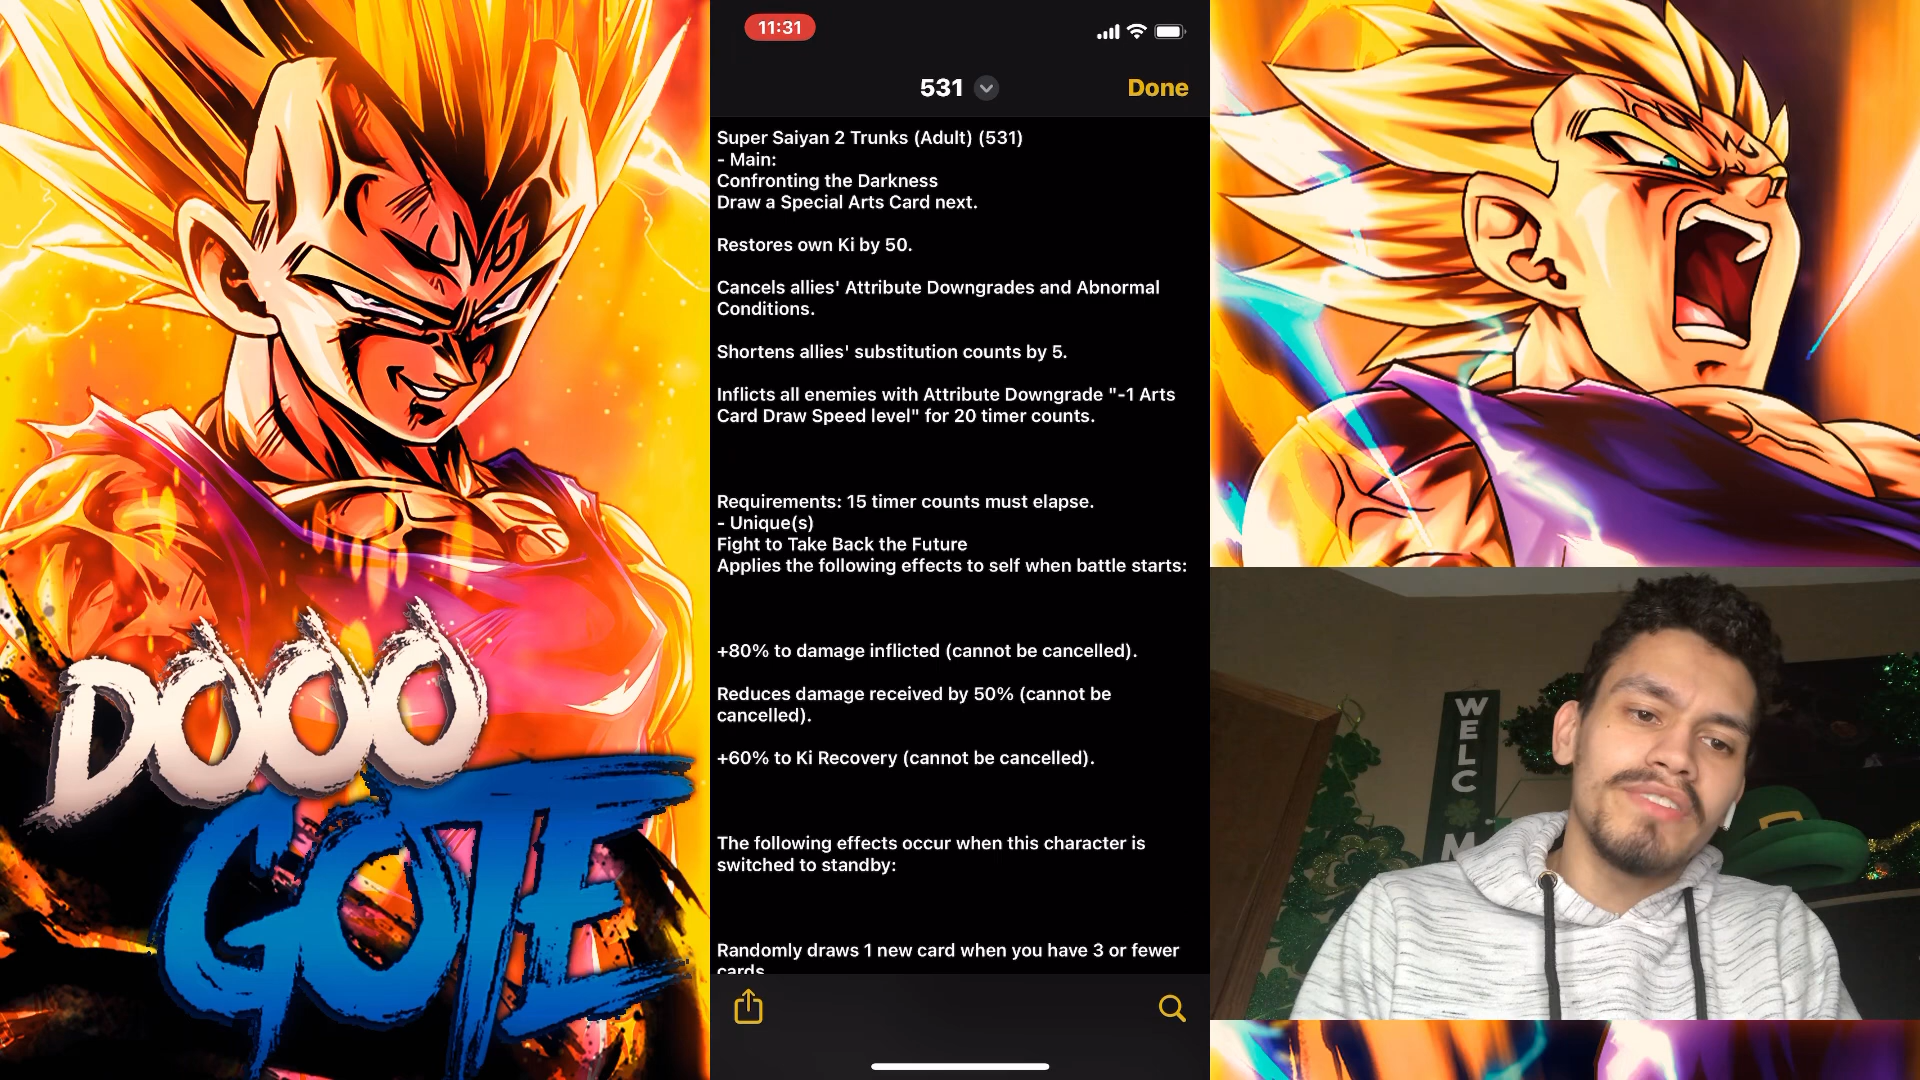 DOOO
GOTE
11:31
531
Done
Super Saiyan 2 Trunks (Adult) (531)
- Main:
Confronting the Darkness
Draw a Special Arts Card next.
Restores own Ki by 50.
Cancels allies' Attribute Downgrades and Abnormal
Conditions.
Shortens allies' substitution counts by 5.
Inflicts all enemies with Attribute Downgrade "-1 Arts
Card Draw Speed level" for 20 timer counts.
Requirements: 15 timer counts must elapse.
- Unique(s)
Fight to Take Back the Future
Applies the following effects to self when battle starts:
+80% to damage inflicted (cannot be cancelled).
Reduces damage received by 50% (cannot be
cancelled).
+60% to Ki Recovery (cannot be cancelled).
The following effects occur when this character is
switched to standby:
Randomly draws 1 new card when you have 3 or fewer
cards
WELC M